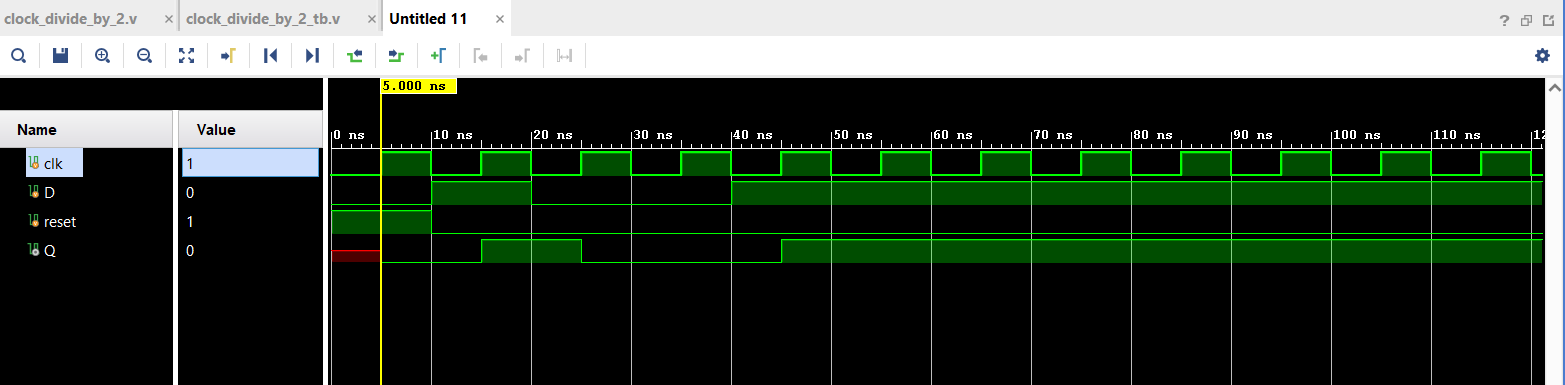 clock_divide_by_2.v × clock_divide_by_2_tb.v × Untitled 11 × ?
5.000 ns
Name Value 0 ns 10 ns 20 ns 30 ns 40 ns 50 ns 60 ns 70 ns 80 ns 90 ns 100 ns 110 ns 12
clk 1
D 0
reset 1
Q 0